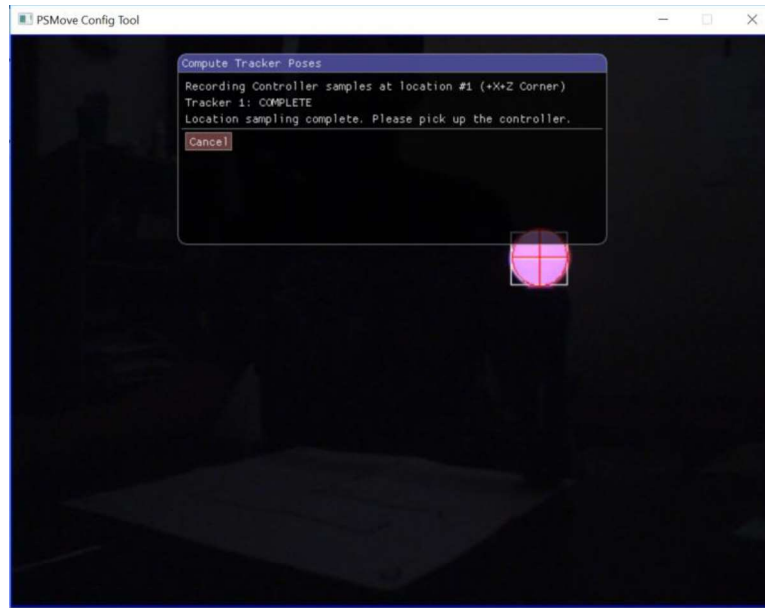 PSMove Config Tool
Compute Tracker Poses
Recording Controller samples at location #1 (+X+Z Corner)
Tracker 1: COMPLETE
Location sampling complete. Please pick up the controller.
Cancel